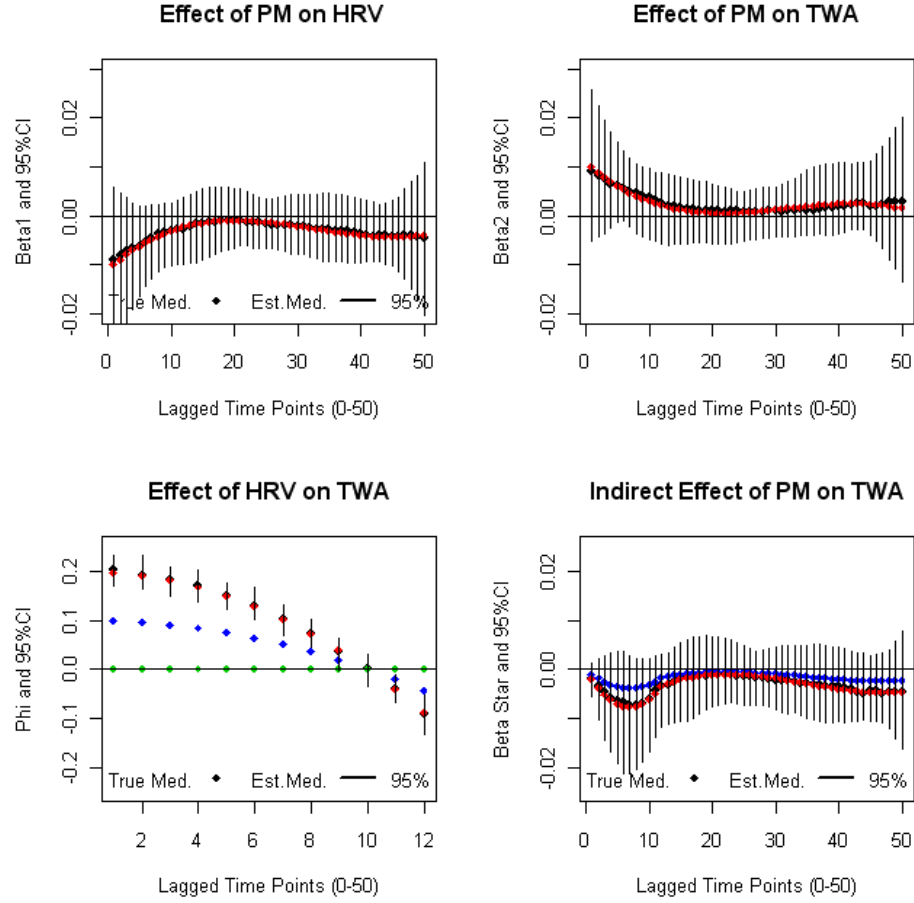 Effect of PM on HRV
Beta1 and 95%CI
0.02
0.00
-0.02
True Med. Est.Med. 95%
0 10 20 30 40 50
Lagged Time Points (0-50)
Effect of PM on TWA
Beta2 and 95%CI
0.02
0.00
-0.02
0 10 20 30 40 50
Lagged Time Points (0-50)
Effect of HRV on TWA
Phi and 95%CI
0.2
0.1
0.0
-0.1
-0.2
True Med. Est.Med. 95%
2 4 6 8 10 12
Lagged Time Points (0-50)
Indirect Effect of PM on TWA
Beta Star and 95%CI
0.02
0.00
-0.02
True Med. Est.Med. 95%
0 10 20 30 40 50
Lagged Time Points (0-50)